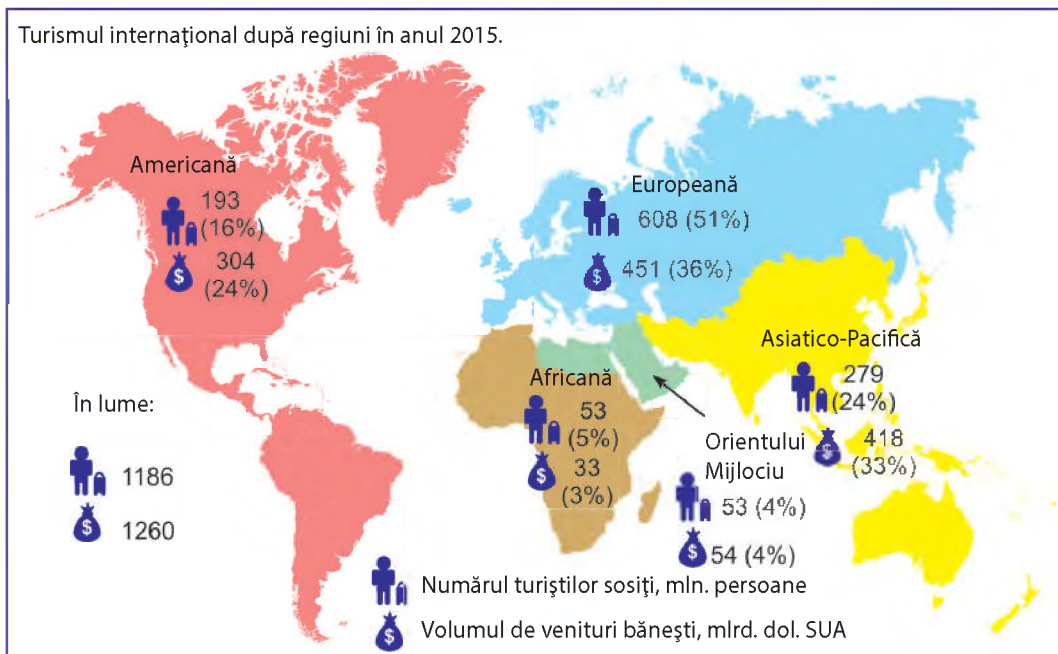 Turismul internaţional după regiuni în anul 2015.
Americană
193
(16%)
304
(24%)
Europeană
608 (51%)
451 (36%)
Asiatico-Pacifică
279
(24%)
418
(33%)
Africană
53
(5%)
33
(3%)
Orientului
Mijlociu
53 (4%)
54 (4%)
În lume:
1186
$
1260
$
$
$
$
$
$
Numărul turiştilor sosiţi, mln. persoane
$
Volumul de venituri băneşti, mlrd. dol. SUA